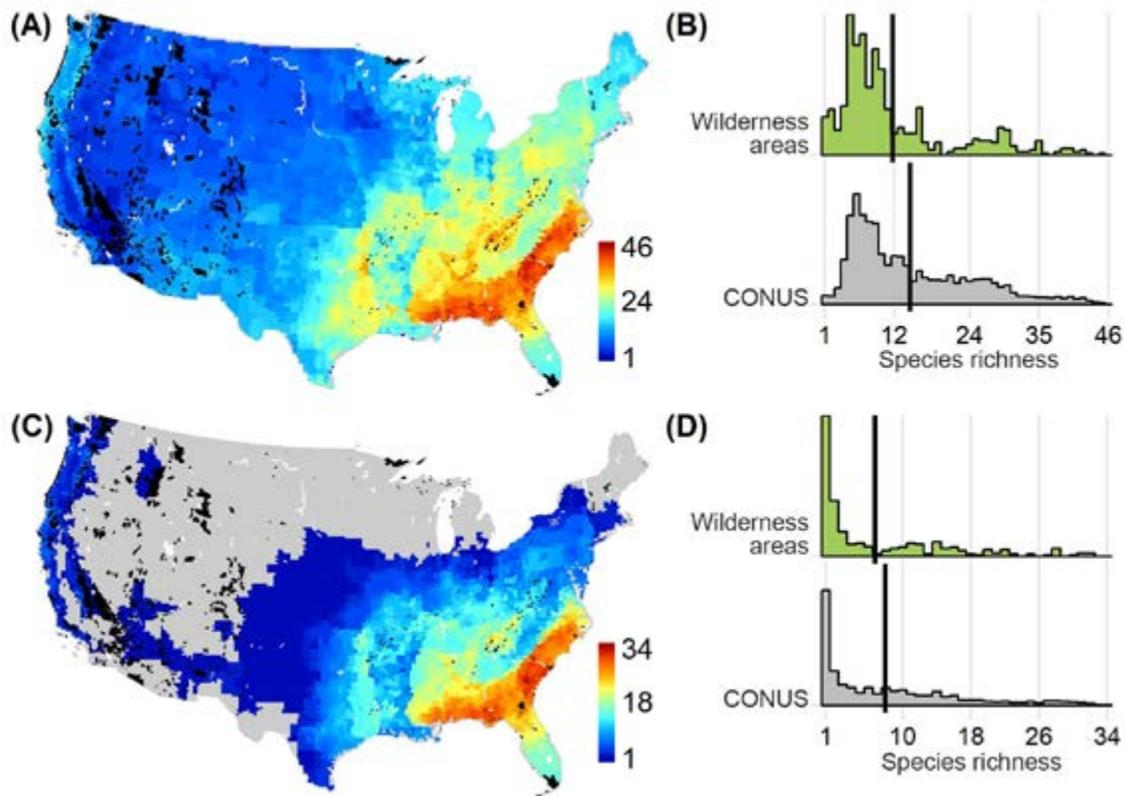 (A)
46
24
1
(B)
Wilderness
areas
CONUS
1 12 24 35 46
Species richness
(C)
34
18
1
(D)
Wilderness
areas
CONUS
1 10 18 26 34
Species richness